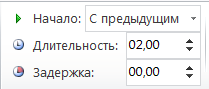 Начало: С предыдущим
Длительность: 02,00
Задержка: 00,00